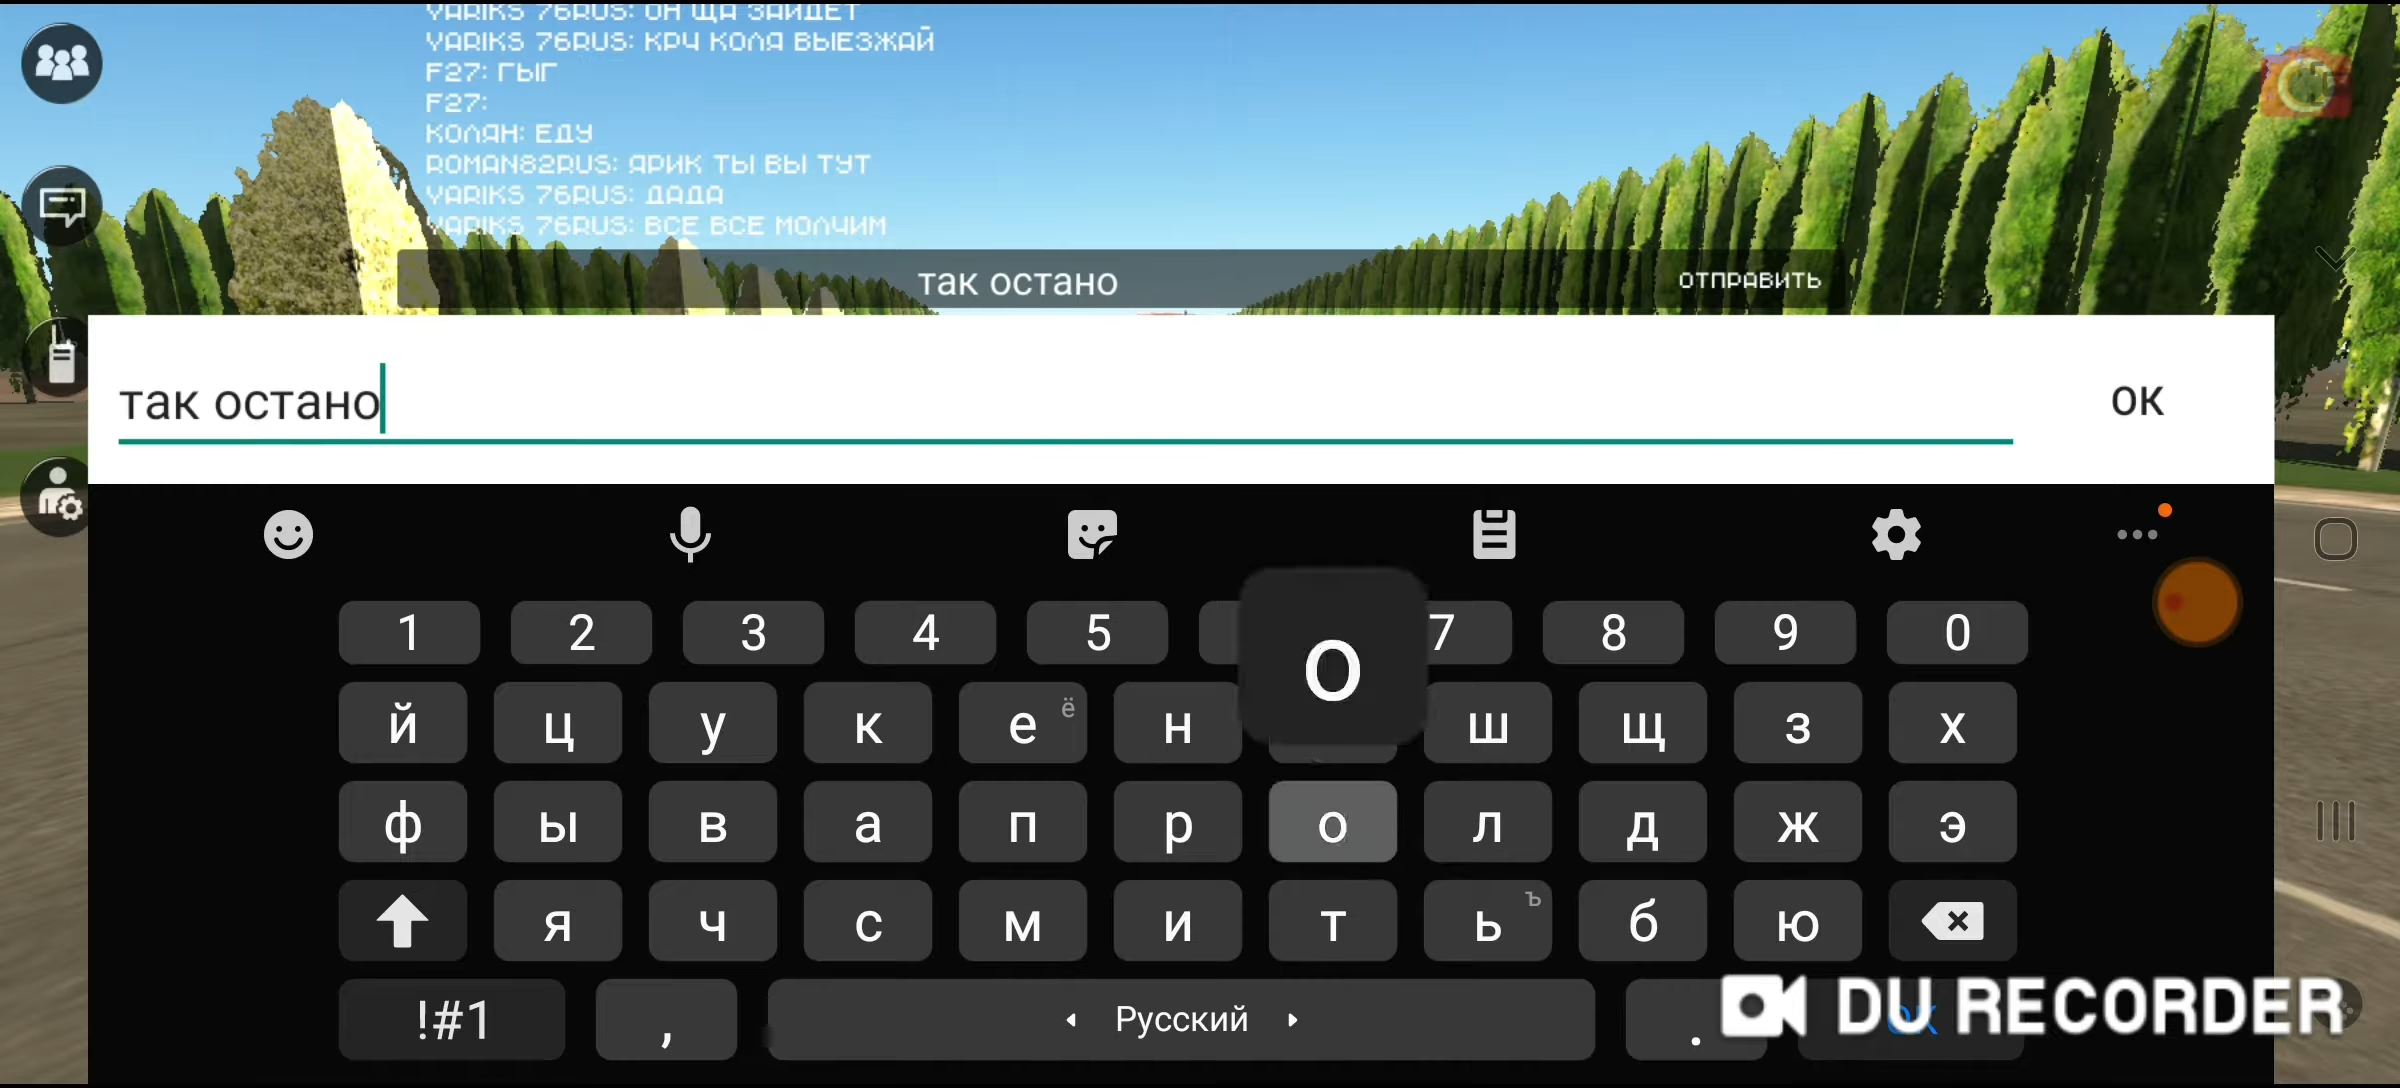 YARIKS 76RUS: ОН ЩА ЗАЙДЕТ
YARIKS 76RUS: КРЧ КОЛЯ ВЫЕЗЖАЙ
F27: ГЫГ
F27:
КОЛЯН: ЕДУ
ROMAN82RUS: ЯРИК ТЫ ВЫ ТУТ
YARIKS 76RUS: ДАДА
YARIKS 76RUS: ВСЕ ВСЕ МОЛЧИМ
так остано ОТПРАВИТЬ
так остано ОК
1 2 3 4 5 7 8 9 0
о
й ц у к е ё н ш щ з х
ф ы в а п р о л д ж э
я ч с м и т ь ъ б ю
!#1 , Русский . ОК
DU RECORDER